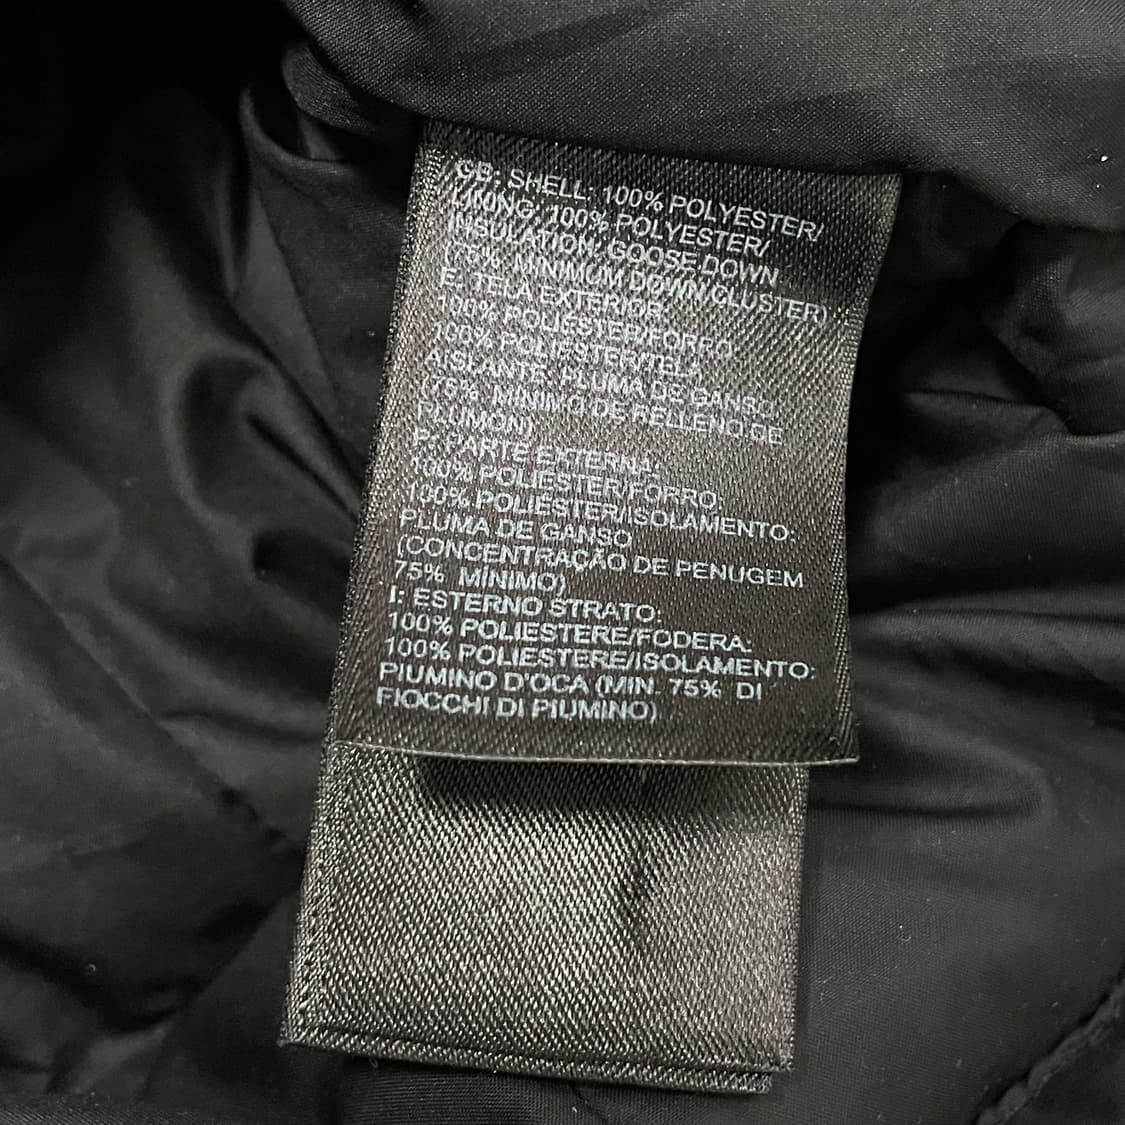 GB: SHELL: 100% POLYESTER/
LINING: 100% POLYESTER/
INSULATION: GOOSE DOWN
(75% MINIMUM DOWN CLUSTER)
E: TELA EXTERIOR:
100% POLIESTER/FORRO:
100% POLIESTER/TELA
AISLANTE: PLUMA DE GANSO
(75% MINIMO DE RELLENO DE
PLUMON)
P: PARTE EXTERNA:
100% POLIESTER/FORRO:
100% POLIESTER/ISOLAMENTO:
PLUMA DE GANSO
(CONCENTRAÇÃO DE PENUGEM
75% MINIMO)
I: ESTERNO STRATO:
100% POLIESTERE/FODERA:
100% POLIESTERE/ISOLAMENTO:
PIUMINO D'OCA (MIN. 75% DI
FIOCCHI DI PIUMINO)